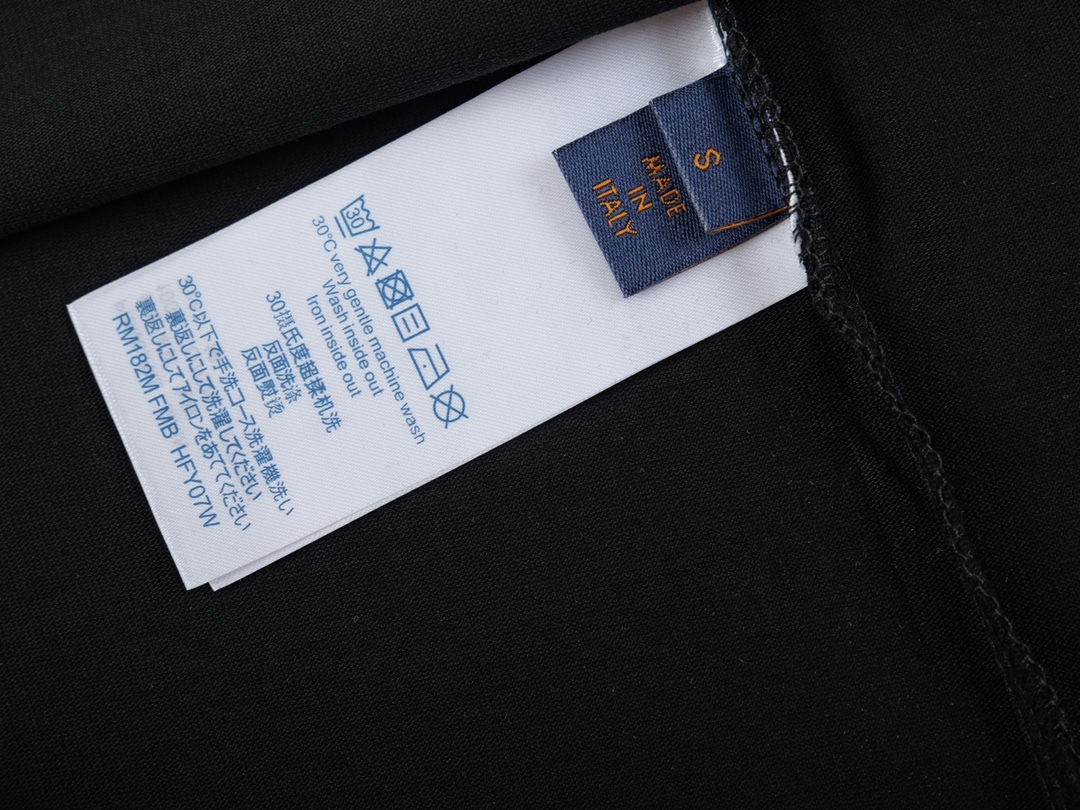 S
MADE
IN
ITALY
30
30°C very gentle machine wash
Wash inside out
Iron inside out
30摄氏度超揉机洗
反面洗涤
反面熨烫
30℃以下で手洗コース洗濯機洗い
裏返しにして洗濯してください
裏返しにしてアイロンをあててください
RM182M FMB HFY07W